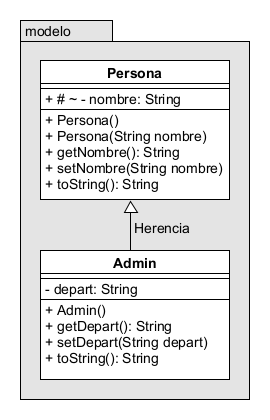 modelo
Persona
+ # ~ - nombre: String
+ Persona()
+ Persona(String nombre)
+ getNombre(): String
+ setNombre(String nombre)
+ toString(): String
Herencia
Admin
- depart: String
+ Admin()
+ getDepart(): String
+ setDepart(String depart)
+ toString(): String